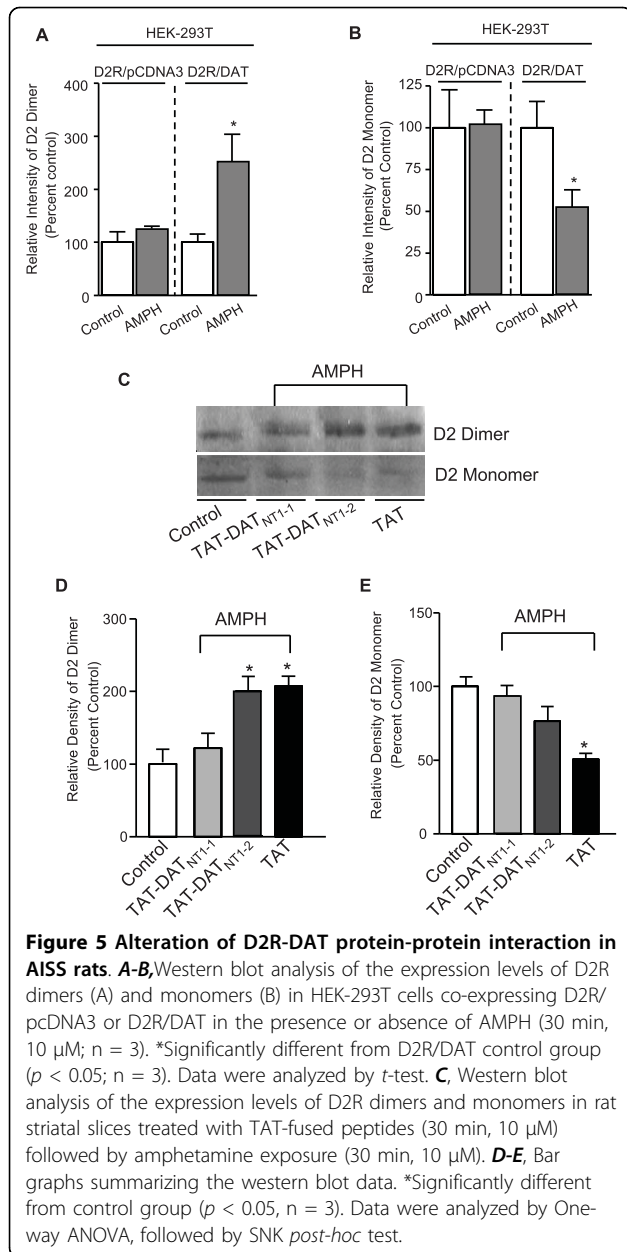 A
HEK-293T
D2R/pCDNA3 D2R/DAT
Relative Intensity of D2 Dimer
(Percent control)
400
300
200
100
0
*
Control
AMPH
Control
AMPH
B
HEK-293T
D2R/pCDNA3 D2R/DAT
Relative Intensity of D2 Monomer
(Percent control)
125
100
75
50
25
0
*
Control
AMPH
Control
AMPH
C
AMPH
D2 Dimer
D2 Monomer
Control
TAT-DATNT1-1
TAT-DATNT1-2
TAT
D
AMPH
Relative Density of D2 Dimer
(Percent Control)
300
200
100
0
* *
Control
TAT-DATNT1-1
TAT-DATNT1-2
TAT
E
AMPH
Relative Density of D2 Monomer
(Percent Control)
150
100
50
0
*
Control
TAT-DATNT1-1
TAT-DATNT1-2
TAT
Figure 5 Alteration of D2R-DAT protein-protein interaction in
AISS rats. A-B,Western blot analysis of the expression levels of D2R
dimers (A) and monomers (B) in HEK-293T cells co-expressing D2R/
pcDNA3 or D2R/DAT in the presence or absence of AMPH (30 min,
10 μM; n = 3). *Significantly different from D2R/DAT control group
(p < 0.05; n = 3). Data were analyzed by t-test. C, Western blot
analysis of the expression levels of D2R dimers and monomers in rat
striatal slices treated with TAT-fused peptides (30 min, 10 μM)
followed by amphetamine exposure (30 min, 10 μM). D-E, Bar
graphs summarizing the western blot data. *Significantly different
from control group (p < 0.05, n = 3). Data were analyzed by One-
way ANOVA, followed by SNK post-hoc test.